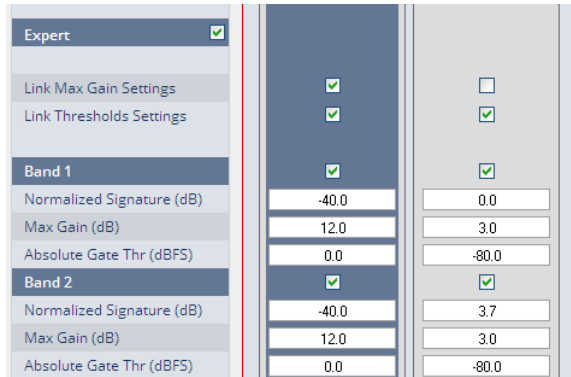 Expert
Link Max Gain Settings
Link Thresholds Settings
Band 1
Normalized Signature (dB) -40.0 0.0
Max Gain (dB) 12.0 3.0
Absolute Gate Thr (dBFS) 0.0 -80.0
Band 2
Normalized Signature (dB) -40.0 3.7
Max Gain (dB) 12.0 3.0
Absolute Gate Thr (dBFS) 0.0 -80.0